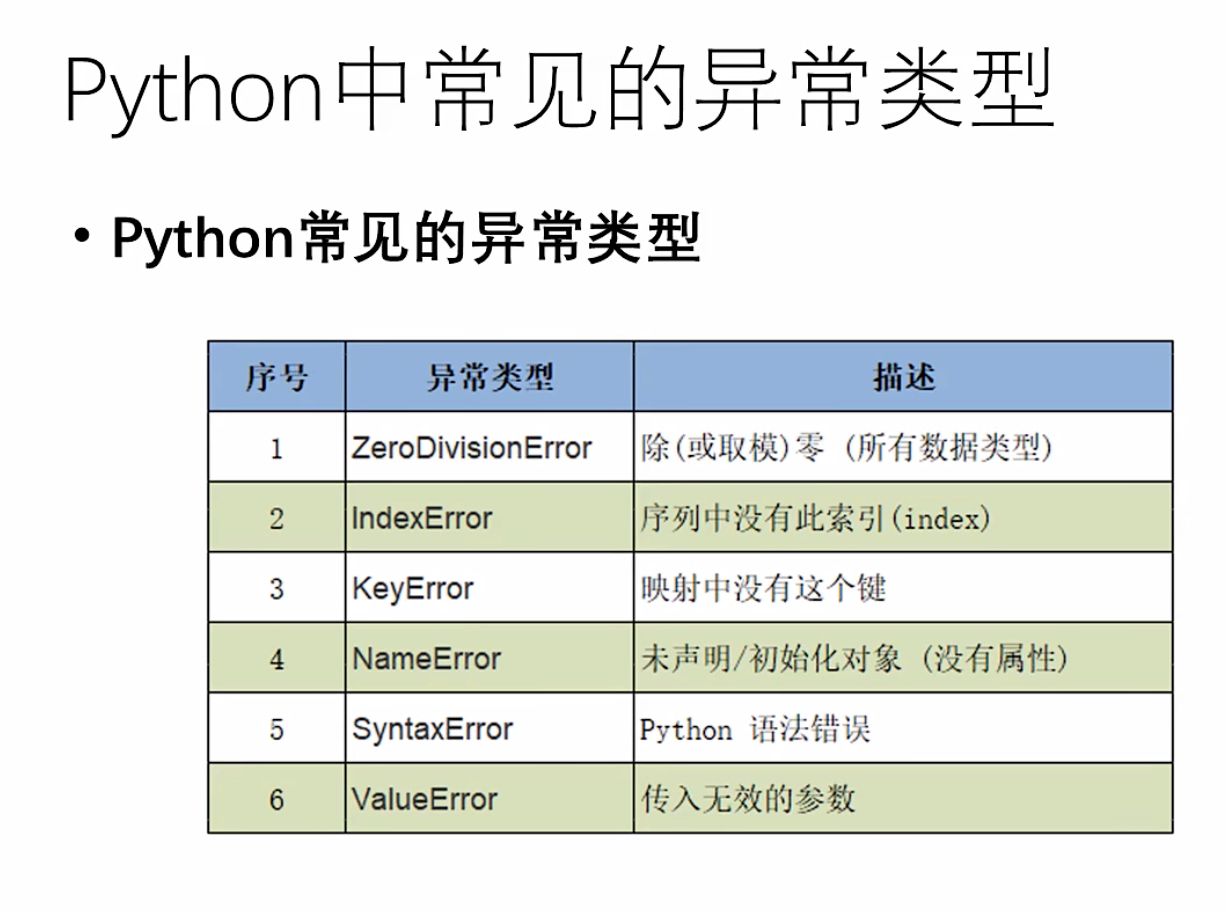 Python中常见的异常类型
• Python常见的异常类型
序号 异常类型 描述
1 ZeroDivisionError 除(或取模)零 (所有数据类型)
2 IndexError 序列中没有此索引(index)
3 KeyError 映射中没有这个键
4 NameError 未声明/初始化对象 (没有属性)
5 SyntaxError Python 语法错误
6 ValueError 传入无效的参数